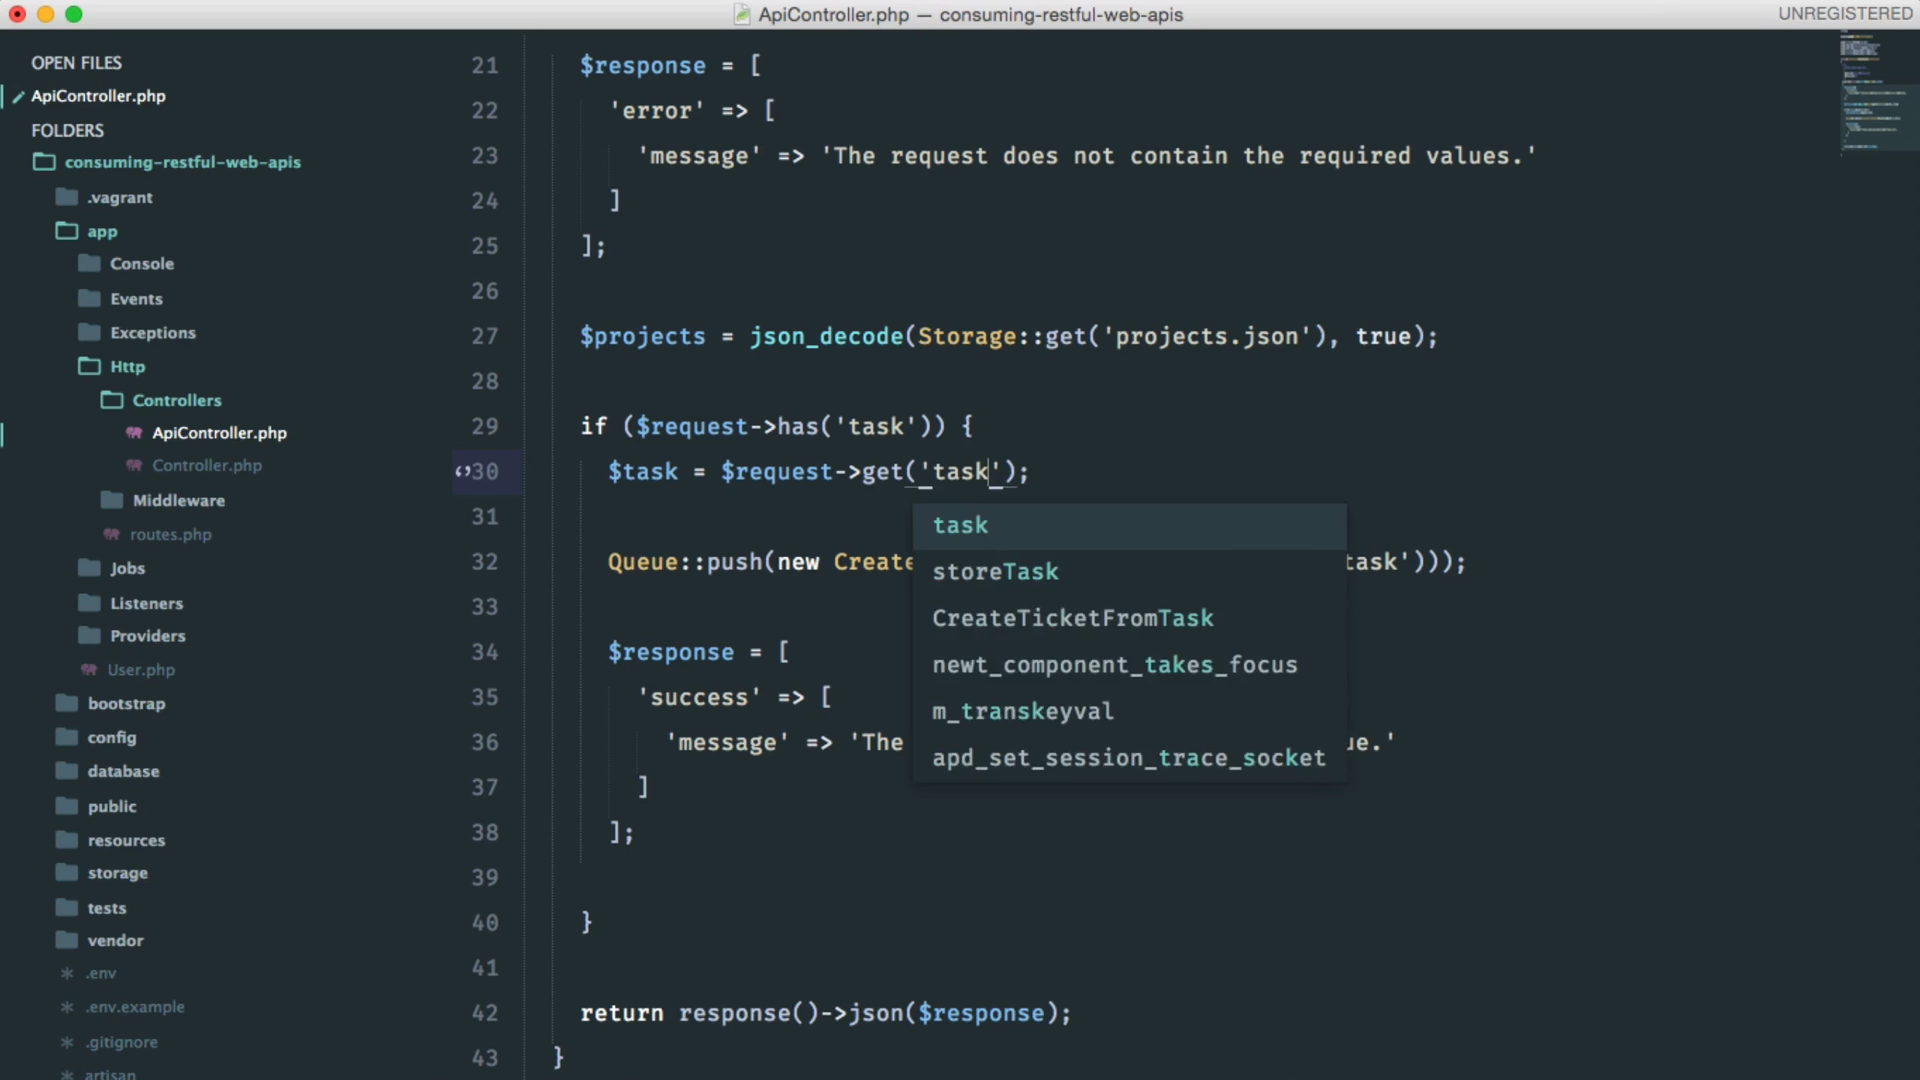 ApiController.php — consuming-restful-web-apis
UNREGISTERED
OPEN FILES
ApiController.php
FOLDERS
consuming-restful-web-apis
.vagrant
app
Console
Events
Exceptions
Http
Controllers
ApiController.php
Controller.php
Middleware
routes.php
Jobs
Listeners
Providers
User.php
bootstrap
config
database
public
resources
storage
tests
vendor
.env
.env.example
.gitignore
artisan
21 $response = [
22 'error' => [
23 'message' => 'The request does not contain the required values.'
24 ]
25 ];
26
27 $projects = json_decode(Storage::get('projects.json'), true);
28
29 if ($request->has('task')) {
30 $task = $request->get('task');
31
32 Queue::push(new Create task')));
33
34 $response = [
35 'success' => [
36 'message' => 'The ue.'
37 ]
38 ];
39
40 }
41
42 return response()->json($response);
43 }
task
storeTask
CreateTicketFromTask
newt_component_takes_focus
m_transkeyval
apd_set_session_trace_socket